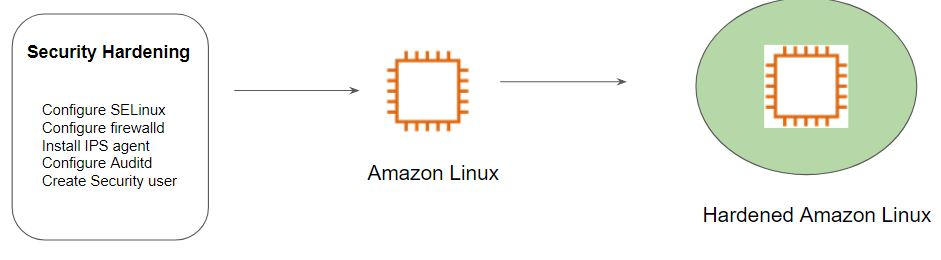 Security Hardening
Configure SELinux
Configure firewalld
Install IPS agent
Configure Auditd
Create Security user
Amazon Linux
Hardened Amazon Linux